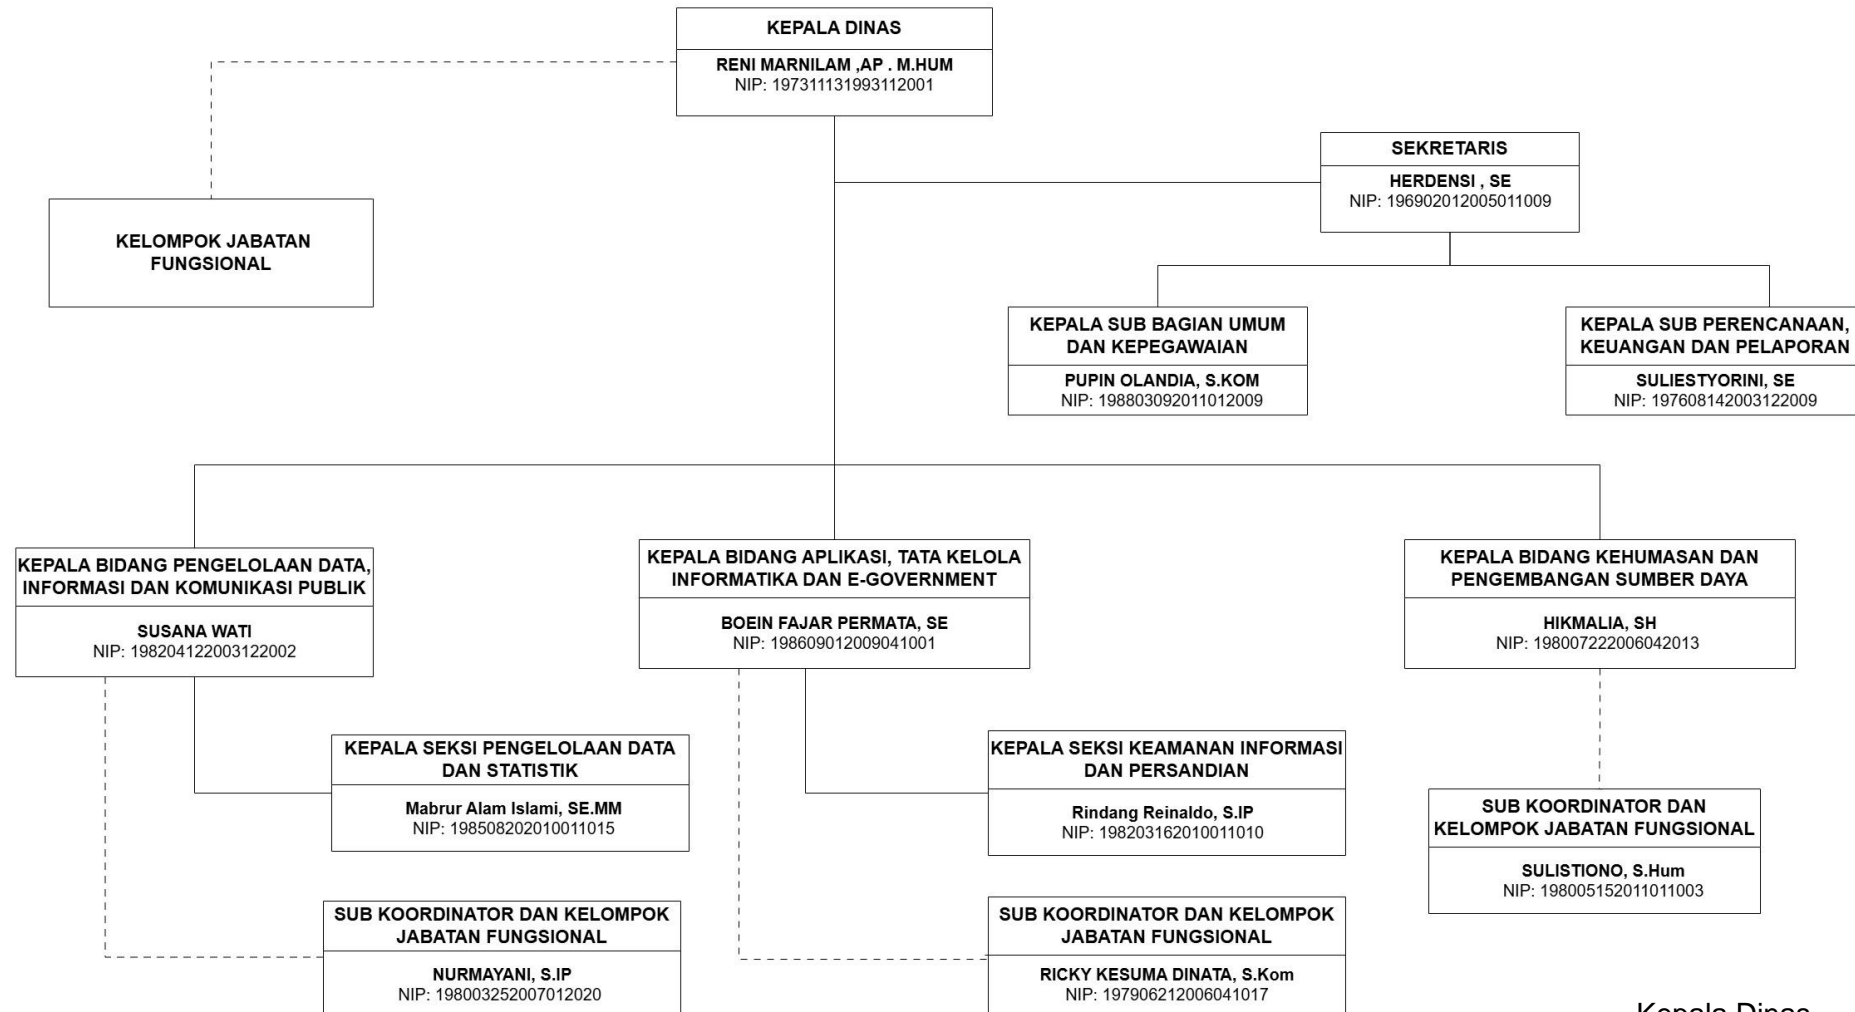 KEPALA DINAS
RENI MARNILAM ,AP . M.HUM
NIP: 197311131993112001
SEKRETARIS
HERDENSI , SE
NIP: 196902012005011009
KELOMPOK JABATAN
FUNGSIONAL
KEPALA SUB BAGIAN UMUM
DAN KEPEGAWAIAN
PUPIN OLANDIA, S.KOM
NIP: 198803092011012009
KEPALA SUB PERENCANAAN,
KEUANGAN DAN PELAPORAN
SULIESTYORINI, SE
NIP: 197608142003122009
KEPALA BIDANG PENGELOLAAN DATA,
INFORMASI DAN KOMUNIKASI PUBLIK
SUSANA WATI
NIP: 198204122003122002
KEPALA BIDANG APLIKASI, TATA KELOLA
INFORMATIKA DAN E-GOVERNMENT
BOEIN FAJAR PERMATA, SE
NIP: 198609012009041001
KEPALA BIDANG KEHUMASAN DAN
PENGEMBANGAN SUMBER DAYA
HIKMALIA, SH
NIP: 198007222006042013
KEPALA SEKSI PENGELOLAAN DATA
DAN STATISTIK
Mabrur Alam Islami, SE.MM
NIP: 198508202010011015
KEPALA SEKSI KEAMANAN INFORMASI
DAN PERSANDIAN
Rindang Reinaldo, S.IP
NIP: 198203162010011010
SUB KOORDINATOR DAN
KELOMPOK JABATAN FUNGSIONAL
SULISTIONO, S.Hum
NIP: 198005152011011003
SUB KOORDINATOR DAN KELOMPOK
JABATAN FUNGSIONAL
NURMAYANI, S.IP
NIP: 198003252007012020
SUB KOORDINATOR DAN KELOMPOK
JABATAN FUNGSIONAL
RICKY KESUMA DINATA, S.Kom
NIP: 197906212006041017
Kepala Dinas